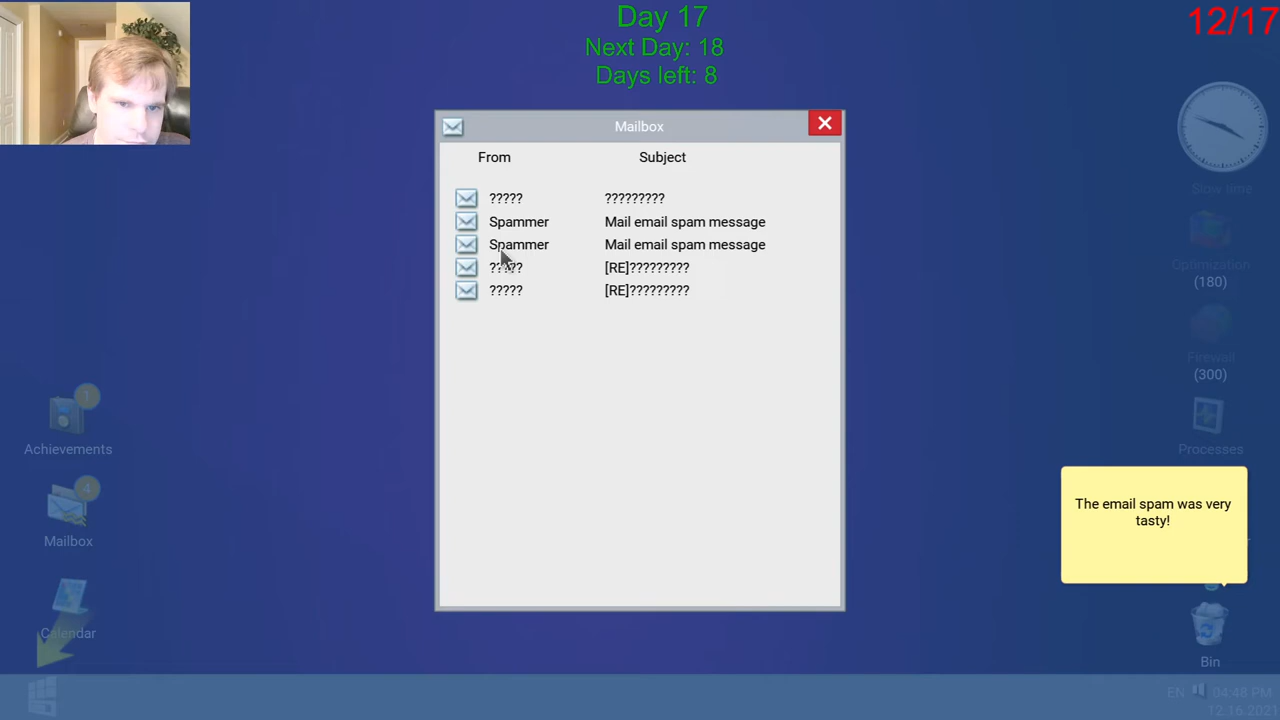 Day 17
12/17
Next Day: 18
Days left: 8
Mailbox
From Subject
????? ?????????
Spammer Mail email spam message
Spammer Mail email spam message
????? [RE]?????????
????? [RE]?????????
Slow time
Optimization
(180)
Firewall
(300)
1
Achievements
Processes
4
Mailbox
The email spam was very
tasty!
Calendar
Bin
EN 04:48 PM